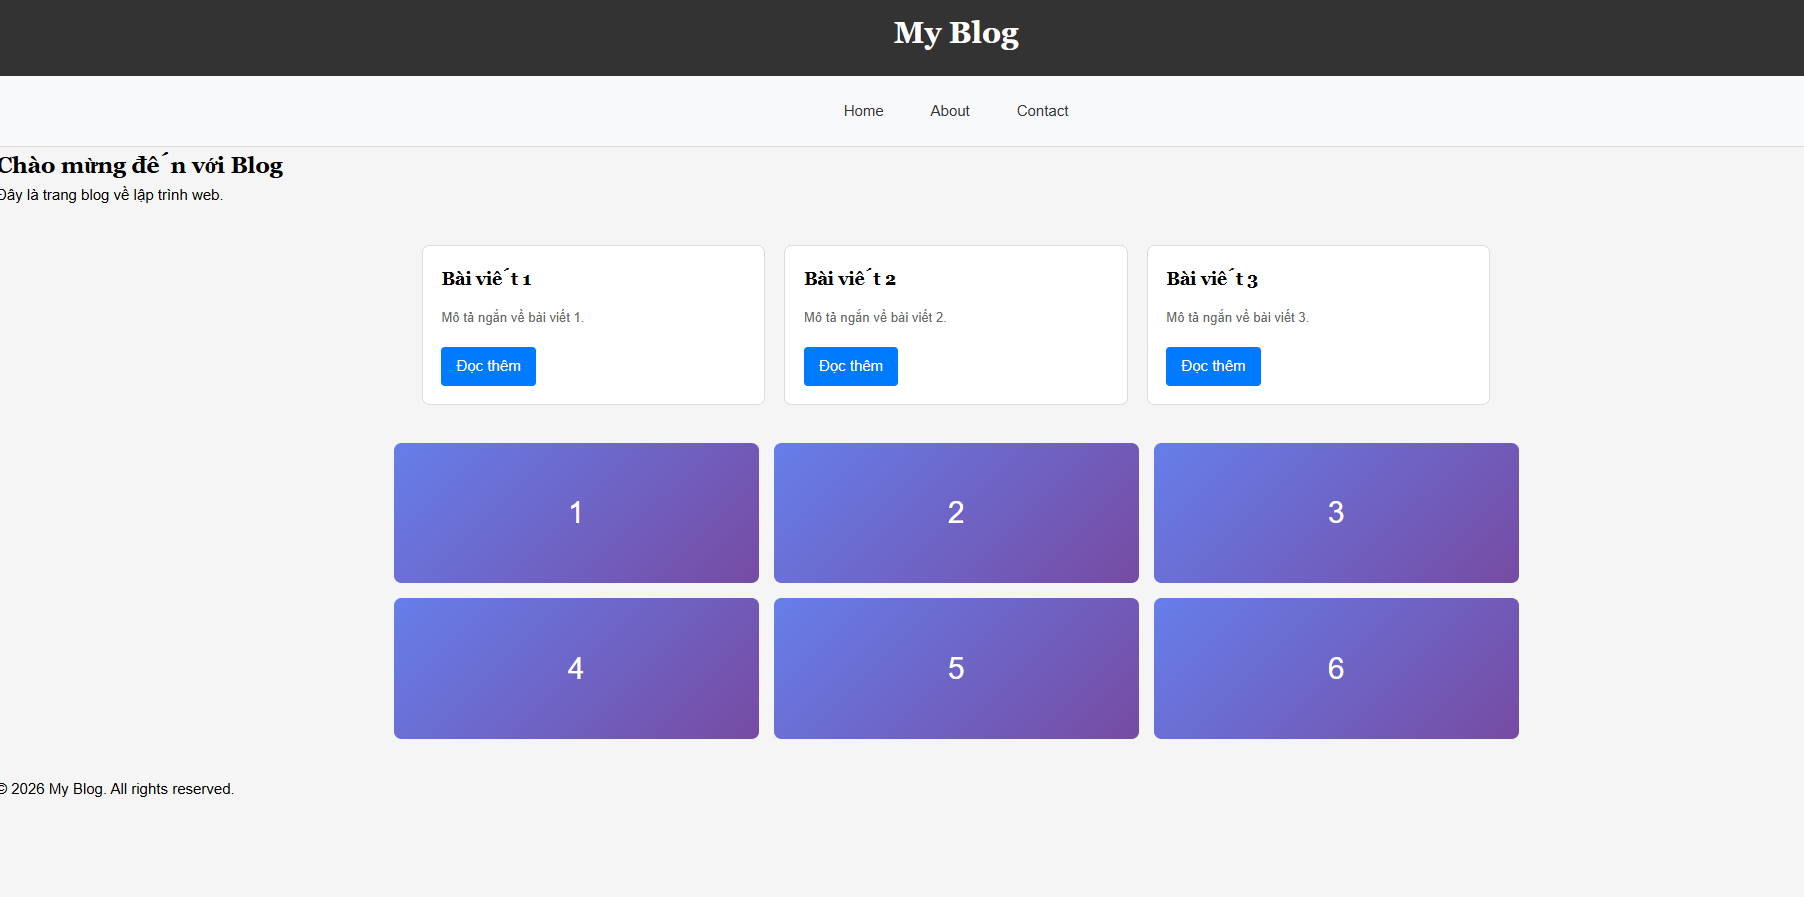 My Blog
Home About Contact
Chào mừng đến với Blog
Đây là trang blog về lập trình web.
Bài viết 1 Bài viết 2 Bài viết 3
Mô tả ngắn về bài viết 1. Mô tả ngắn về bài viết 2. Mô tả ngắn về bài viết 3.
Đọc thêm Đọc thêm Đọc thêm
1 2 3
4 5 6
© 2026 My Blog. All rights reserved.